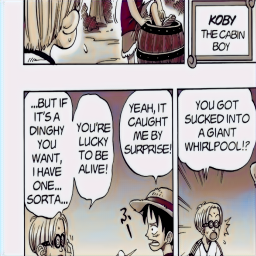 KOBY
THE CABIN
BOY
YOU GOT
SUCKED INTO
A GIANT
WHIRLPOOL!?
YEAH, IT
CAUGHT
ME BY
SURPRISE!
YOU'RE
LUCKY
TO BE
ALIVE!
...BUT IF
IT'S A
DINGHY
YOU
WANT,
I HAVE
ONE...
SORTA...